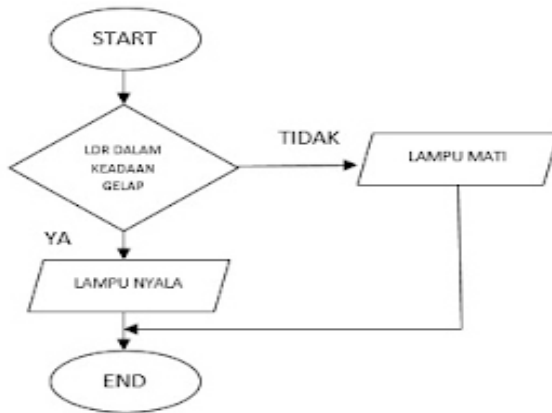 START
LDR DALAM
KEADAAN
GELAP
TIDAK
LAMPU MATI
YA
LAMPU NYALA
END